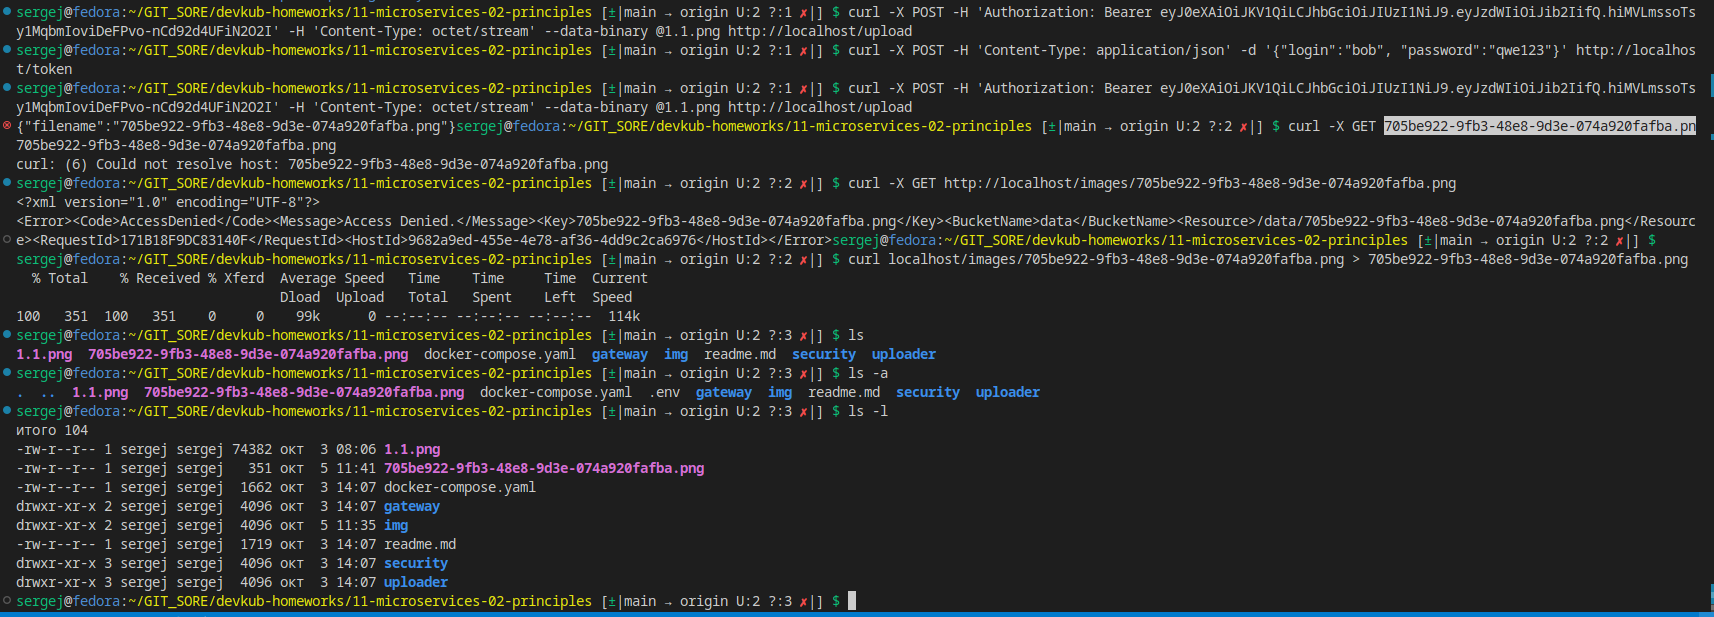 sergej@fedora:~/GIT_SORE/devkub-homeworks/11-microservices-02-principles [±|main → origin U:2 ?:1 ✗|] $ curl -X POST -H 'Authorization: Bearer eyJ0eXAiOiJKV1QiLCJhbGciOiJIUzI1NiJ9.eyJzdWIiOiJib2IifQ.hiMVLmssoTs
y1MqbmIoviDeFPvo-nCd92d4UFiN2O2I' -H 'Content-Type: octet/stream' --data-binary @1.1.png http://localhost/upload
sergej@fedora:~/GIT_SORE/devkub-homeworks/11-microservices-02-principles [±|main → origin U:2 ?:1 ✗|] $ curl -X POST -H 'Content-Type: application/json' -d '{"login":"bob", "password":"qwe123"}' http://localhos
t/token
sergej@fedora:~/GIT_SORE/devkub-homeworks/11-microservices-02-principles [±|main → origin U:2 ?:1 ✗|] $ curl -X POST -H 'Authorization: Bearer eyJ0eXAiOiJKV1QiLCJhbGciOiJIUzI1NiJ9.eyJzdWIiOiJib2IifQ.hiMVLmssoTs
y1MqbmIoviDeFPvo-nCd92d4UFiN2O2I' -H 'Content-Type: octet/stream' --data-binary @1.1.png http://localhost/upload
{"filename":"705be922-9fb3-48e8-9d3e-074a920fafba.png"}sergej@fedora:~/GIT_SORE/devkub-homeworks/11-microservices-02-principles [±|main → origin U:2 ?:2 ✗|] $ curl -X GET 705be922-9fb3-48e8-9d3e-074a920fafba.pn
705be922-9fb3-48e8-9d3e-074a920fafba.png
curl: (6) Could not resolve host: 705be922-9fb3-48e8-9d3e-074a920fafba.png
sergej@fedora:~/GIT_SORE/devkub-homeworks/11-microservices-02-principles [±|main → origin U:2 ?:2 ✗|] $ curl -X GET http://localhost/images/705be922-9fb3-48e8-9d3e-074a920fafba.png
<?xml version="1.0" encoding="UTF-8"?>
<Error><Code>AccessDenied</Code><Message>Access Denied.</Message><Key>705be922-9fb3-48e8-9d3e-074a920fafba.png</Key><BucketName>data</BucketName><Resource>/data/705be922-9fb3-48e8-9d3e-074a920fafba.png</Resourc
e><RequestId>171B18F9DC83140F</RequestId><HostId>9682a9ed-455e-4e78-af36-4dd9c2ca6976</HostId></Error>sergej@fedora:~/GIT_SORE/devkub-homeworks/11-microservices-02-principles [±|main → origin U:2 ?:2 ✗|] $
sergej@fedora:~/GIT_SORE/devkub-homeworks/11-microservices-02-principles [±|main → origin U:2 ?:2 ✗|] $ curl localhost/images/705be922-9fb3-48e8-9d3e-074a920fafba.png > 705be922-9fb3-48e8-9d3e-074a920fafba.png
% Total    % Received % Xferd  Average Speed   Time    Time     Time  Current
Dload  Upload   Total   Spent    Left  Speed
100   351  100   351    0     0    99k      0 --:--:-- --:--:-- --:--:--  114k
sergej@fedora:~/GIT_SORE/devkub-homeworks/11-microservices-02-principles [±|main → origin U:2 ?:3 ✗|] $ ls
1.1.png  705be922-9fb3-48e8-9d3e-074a920fafba.png  docker-compose.yaml  gateway  img  readme.md  security  uploader
sergej@fedora:~/GIT_SORE/devkub-homeworks/11-microservices-02-principles [±|main → origin U:2 ?:3 ✗|] $ ls -a
.  ..  1.1.png  705be922-9fb3-48e8-9d3e-074a920fafba.png  docker-compose.yaml  .env  gateway  img  readme.md  security  uploader
sergej@fedora:~/GIT_SORE/devkub-homeworks/11-microservices-02-principles [±|main → origin U:2 ?:3 ✗|] $ ls -l
итого 104
-rw-r--r-- 1 sergej sergej 74382 окт  3 08:06 1.1.png
-rw-r--r-- 1 sergej sergej   351 окт  5 11:41 705be922-9fb3-48e8-9d3e-074a920fafba.png
-rw-r--r-- 1 sergej sergej  1662 окт  3 14:07 docker-compose.yaml
drwxr-xr-x 2 sergej sergej  4096 окт  3 14:07 gateway
drwxr-xr-x 2 sergej sergej  4096 окт  5 11:35 img
-rw-r--r-- 1 sergej sergej  1719 окт  3 14:07 readme.md
drwxr-xr-x 3 sergej sergej  4096 окт  3 14:07 security
drwxr-xr-x 3 sergej sergej  4096 окт  3 14:07 uploader
sergej@fedora:~/GIT_SORE/devkub-homeworks/11-microservices-02-principles [±|main → origin U:2 ?:3 ✗|] $